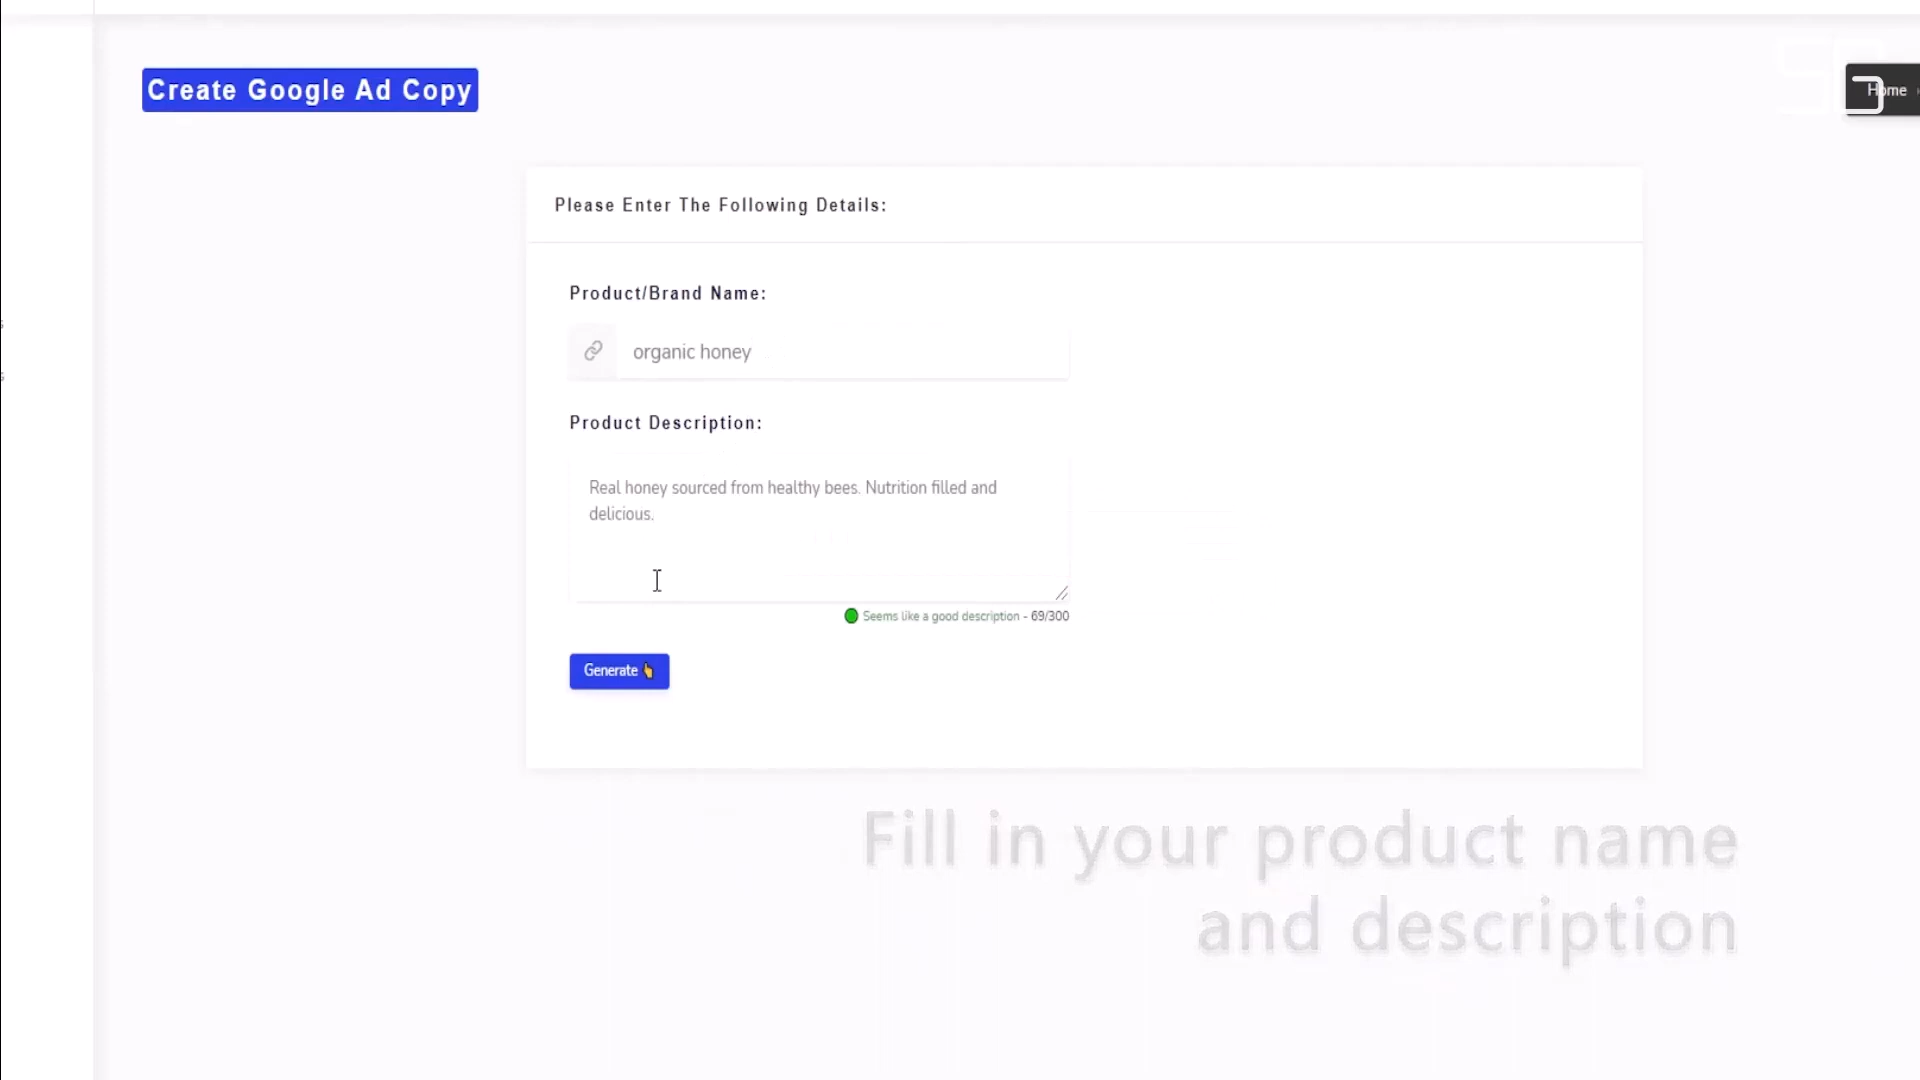 Create Google Ad Copy
Home
Please Enter The Following Details:
Product/Brand Name:
organic honey
Product Description:
Real honey sourced from healthy bees. Nutrition filled and
delicious.
Seems like a good description - 69/300
Generate
Fill in your product name
and description